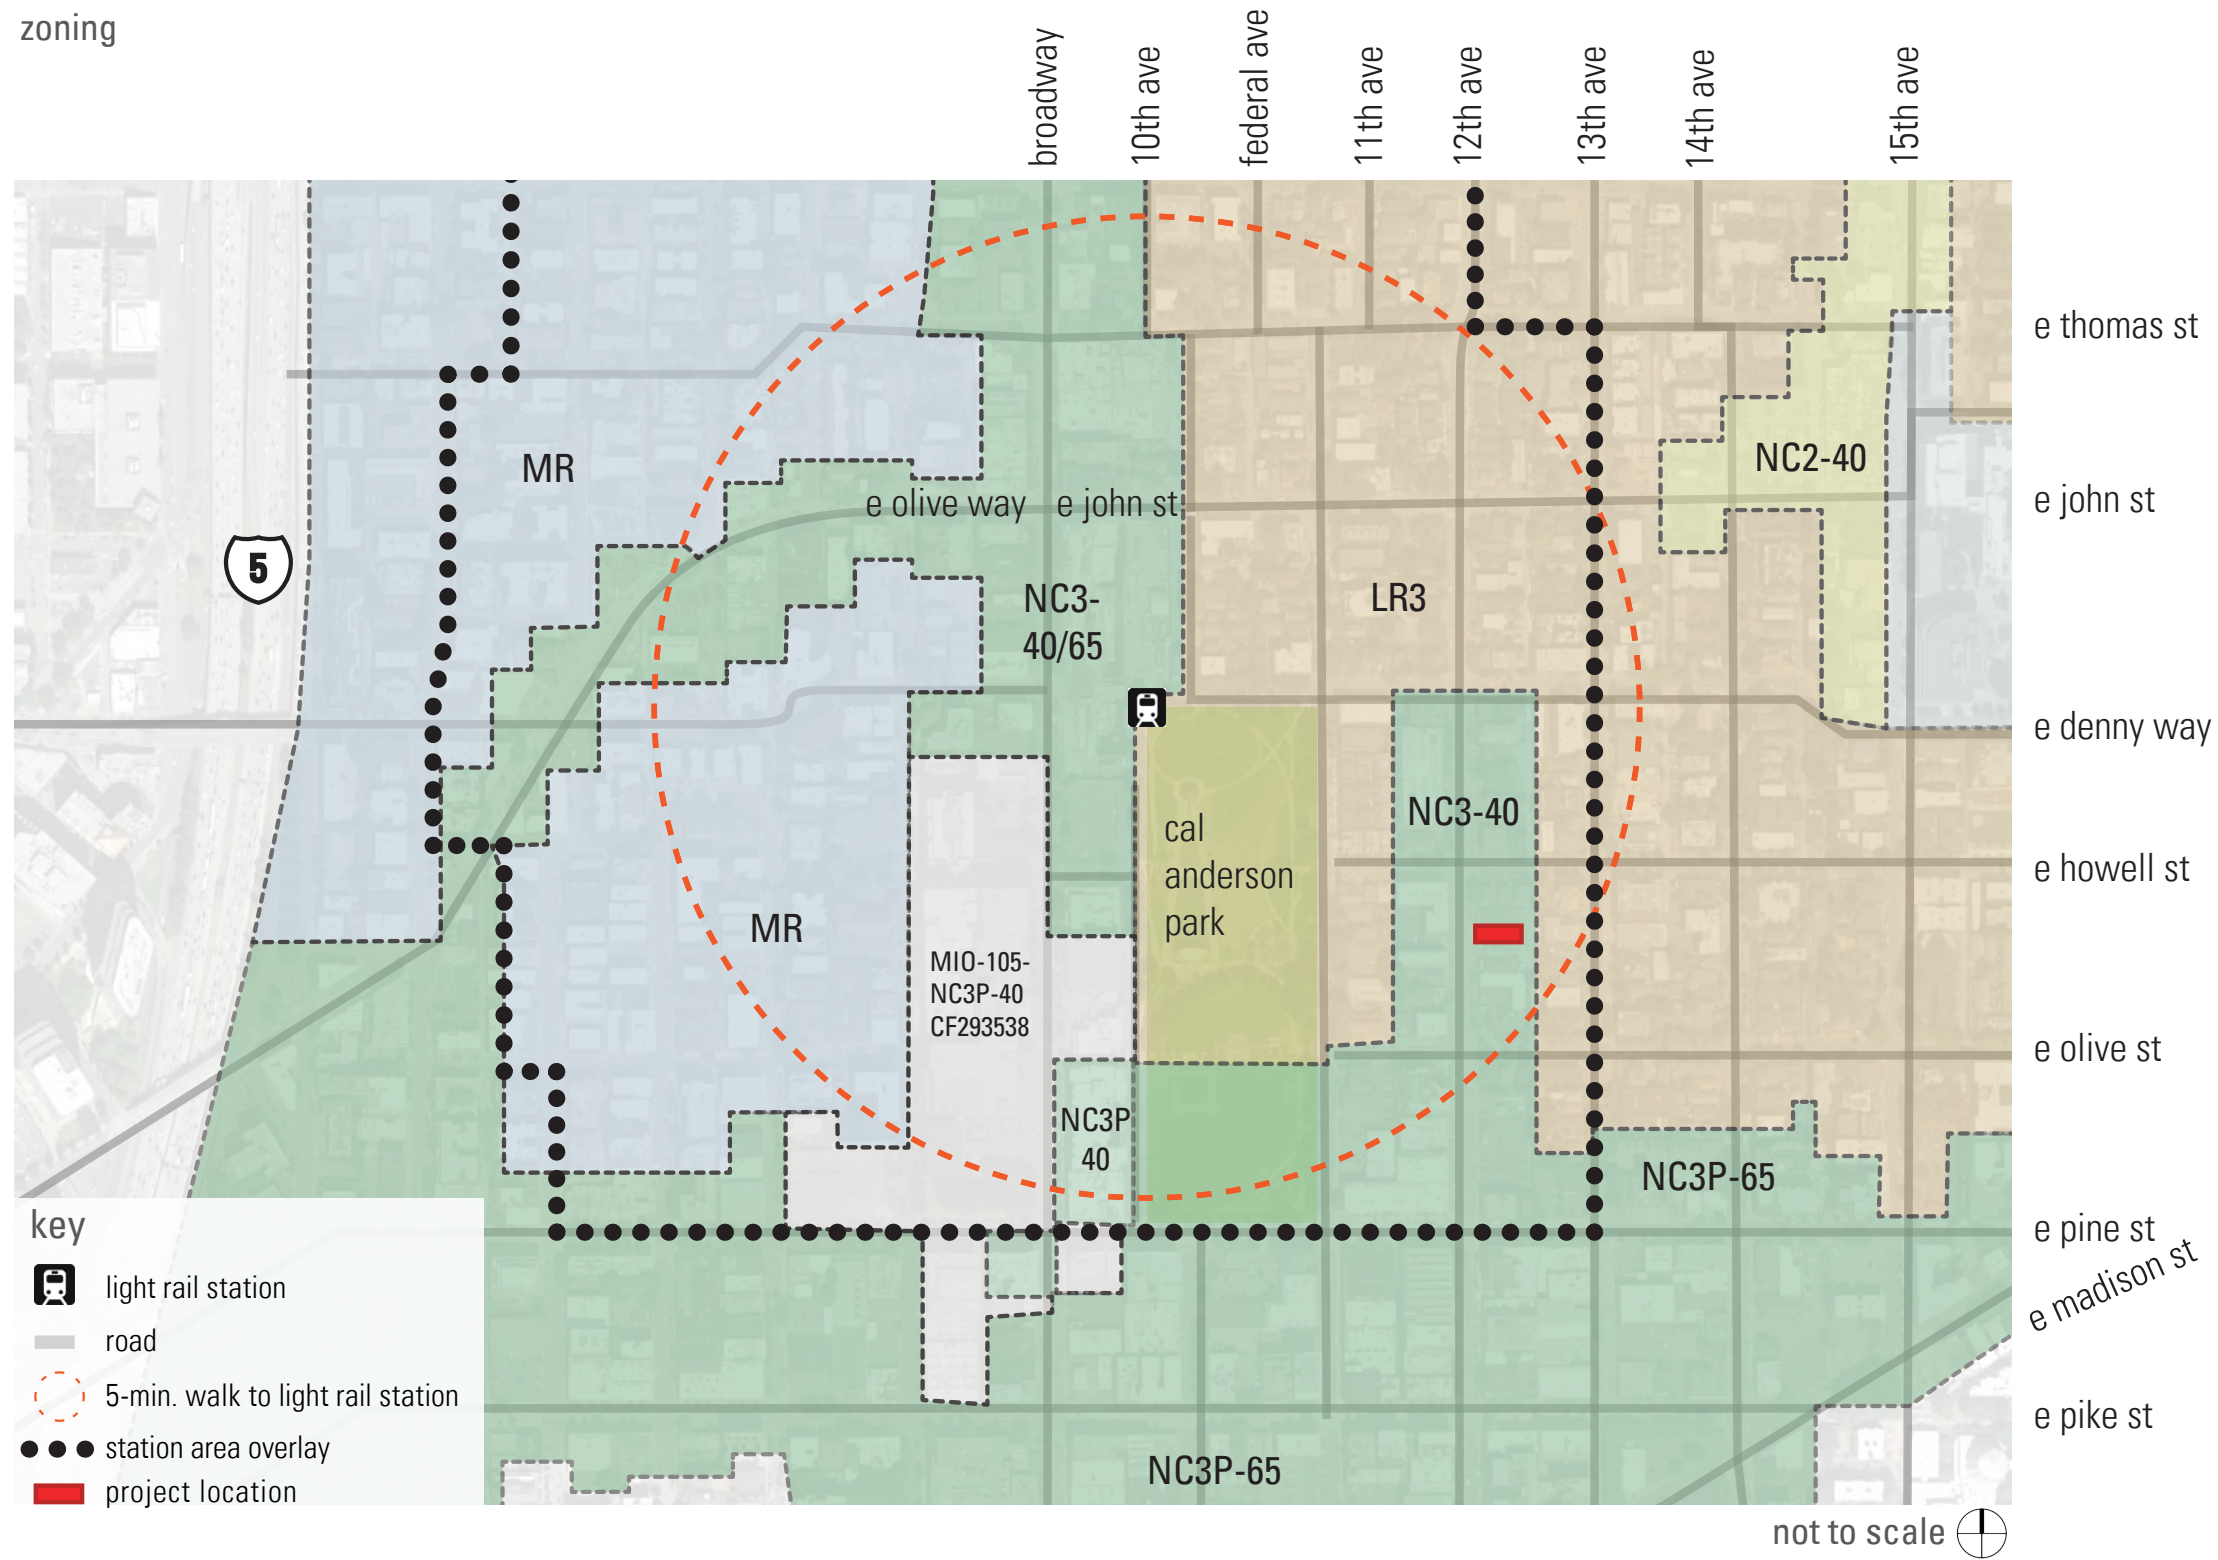 zoning
broadway
10th ave
federal ave
11th ave
12th ave
13th ave
14th ave
15th ave
e thomas st
MR
NC2-40
e olive way
e john st
e john st
5
NC3-
40/65
LR3
e denny way
NC3-40
cal
anderson
park
e howell st
MR
MIO-105-
NC3P-40
CF293538
e olive st
NC3P
40
NC3P-65
e pine st
e madison st
key
light rail station
road
5-min. walk to light rail station
station area overlay
project location
e pike st
NC3P-65
not to scale